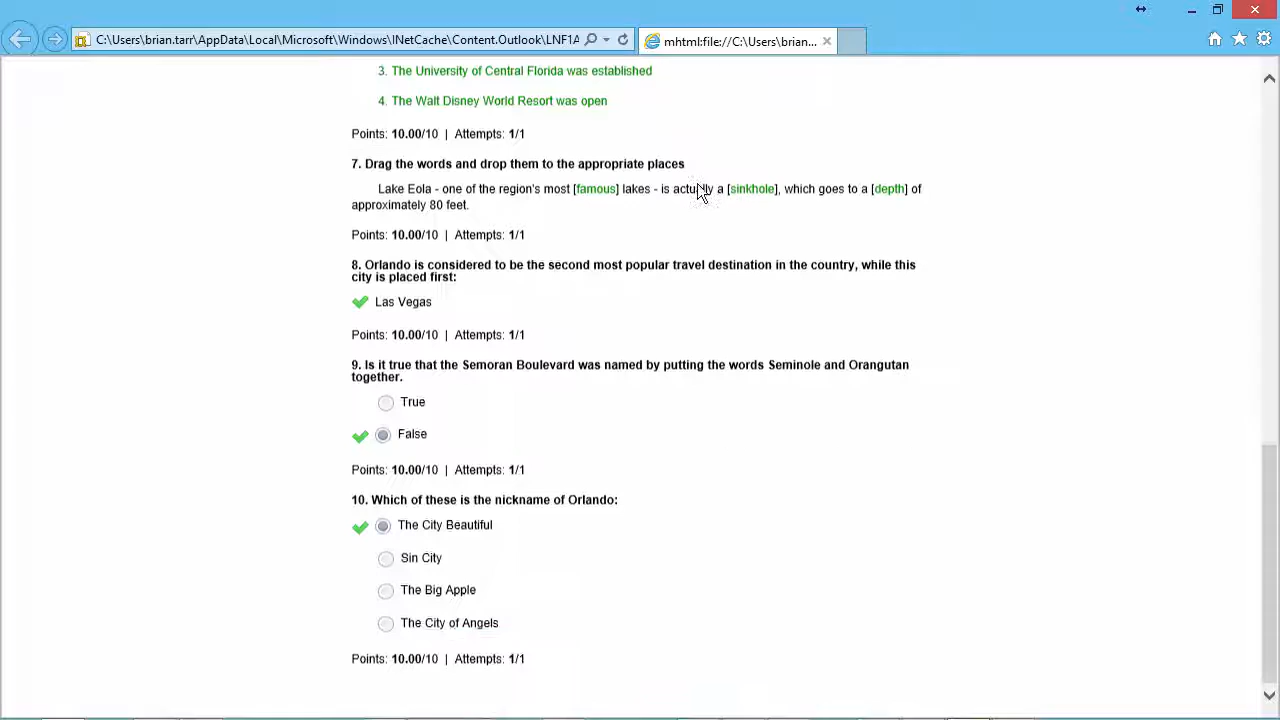 C:\Users\brian.tarr\AppData\Local\Microsoft\Windows\INetCache\Content.Outlook\LNF1A
mhtml:file://C:\Users\brian...
3. The University of Central Florida was established
4. The Walt Disney World Resort was open
Points: 10.00/10 | Attempts: 1/1
7. Drag the words and drop them to the appropriate places
Lake Eola - one of the region's most [famous] lakes - is actually a [sinkhole], which goes to a [depth] of
approximately 80 feet.
Points: 10.00/10 | Attempts: 1/1
8. Orlando is considered to be the second most popular travel destination in the country, while this
city is placed first:
Las Vegas
Points: 10.00/10 | Attempts: 1/1
9. Is it true that the Semoran Boulevard was named by putting the words Seminole and Orangutan
together.
True
False
Points: 10.00/10 | Attempts: 1/1
10. Which of these is the nickname of Orlando:
The City Beautiful
Sin City
The Big Apple
The City of Angels
Points: 10.00/10 | Attempts: 1/1